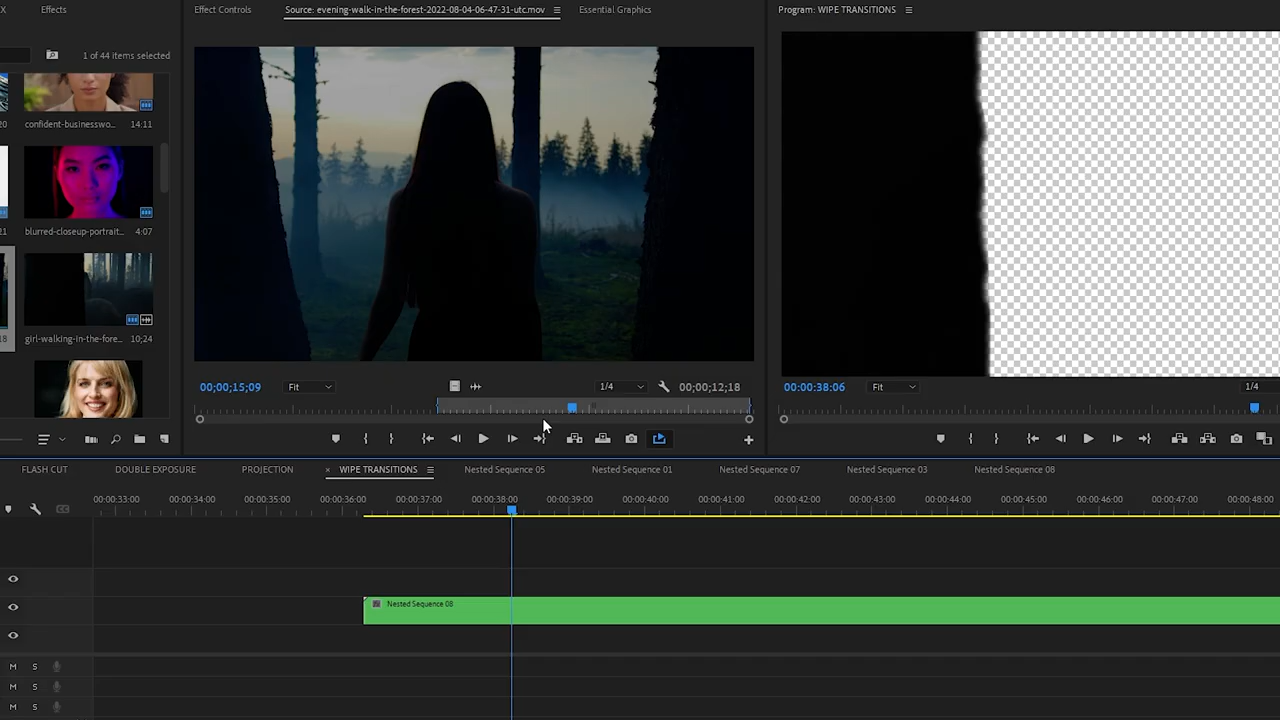 X
Effects
Effect Controls
Source: evening-walk-in-the-forest-2022-08-04-06-47-31-utc.mov
Essential Graphics
Program: WIPE TRANSITIONS
1 of 44 items selected
20
confident-businesswo...
14:11
21
blurred-closeup-portrait...
4:07
18
girl-walking-in-the-fore...
10;24
00;00;15;09
Fit
1/4
00;00;12;18
00:00:38:06
Fit
1/4
FLASH CUT
DOUBLE EXPOSURE
PROJECTION
× WIPE TRANSITIONS
Nested Sequence 05
Nested Sequence 01
Nested Sequence 07
Nested Sequence 03
Nested Sequence 08
00:00:33:00
00:00:34:00
00:00:35:00
00:00:36:00
00:00:37:00
00:00:38:00
00:00:39:00
00:00:40:00
00:00:41:00
00:00:42:00
00:00:43:00
00:00:44:00
00:00:45:00
00:00:46:00
00:00:47:00
00:00:48:00
Nested Sequence 08
M S
M S
M S